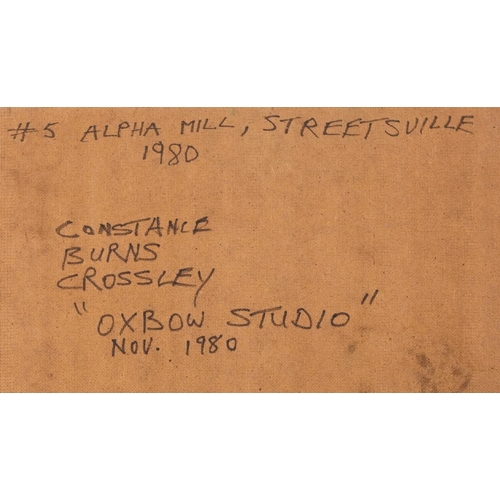 #5 ALPHA MILL, STREETSVILLE
1980
CONSTANCE
BURNS
CROSSLEY
"OXBOW STUDIO"
NOV. 1980